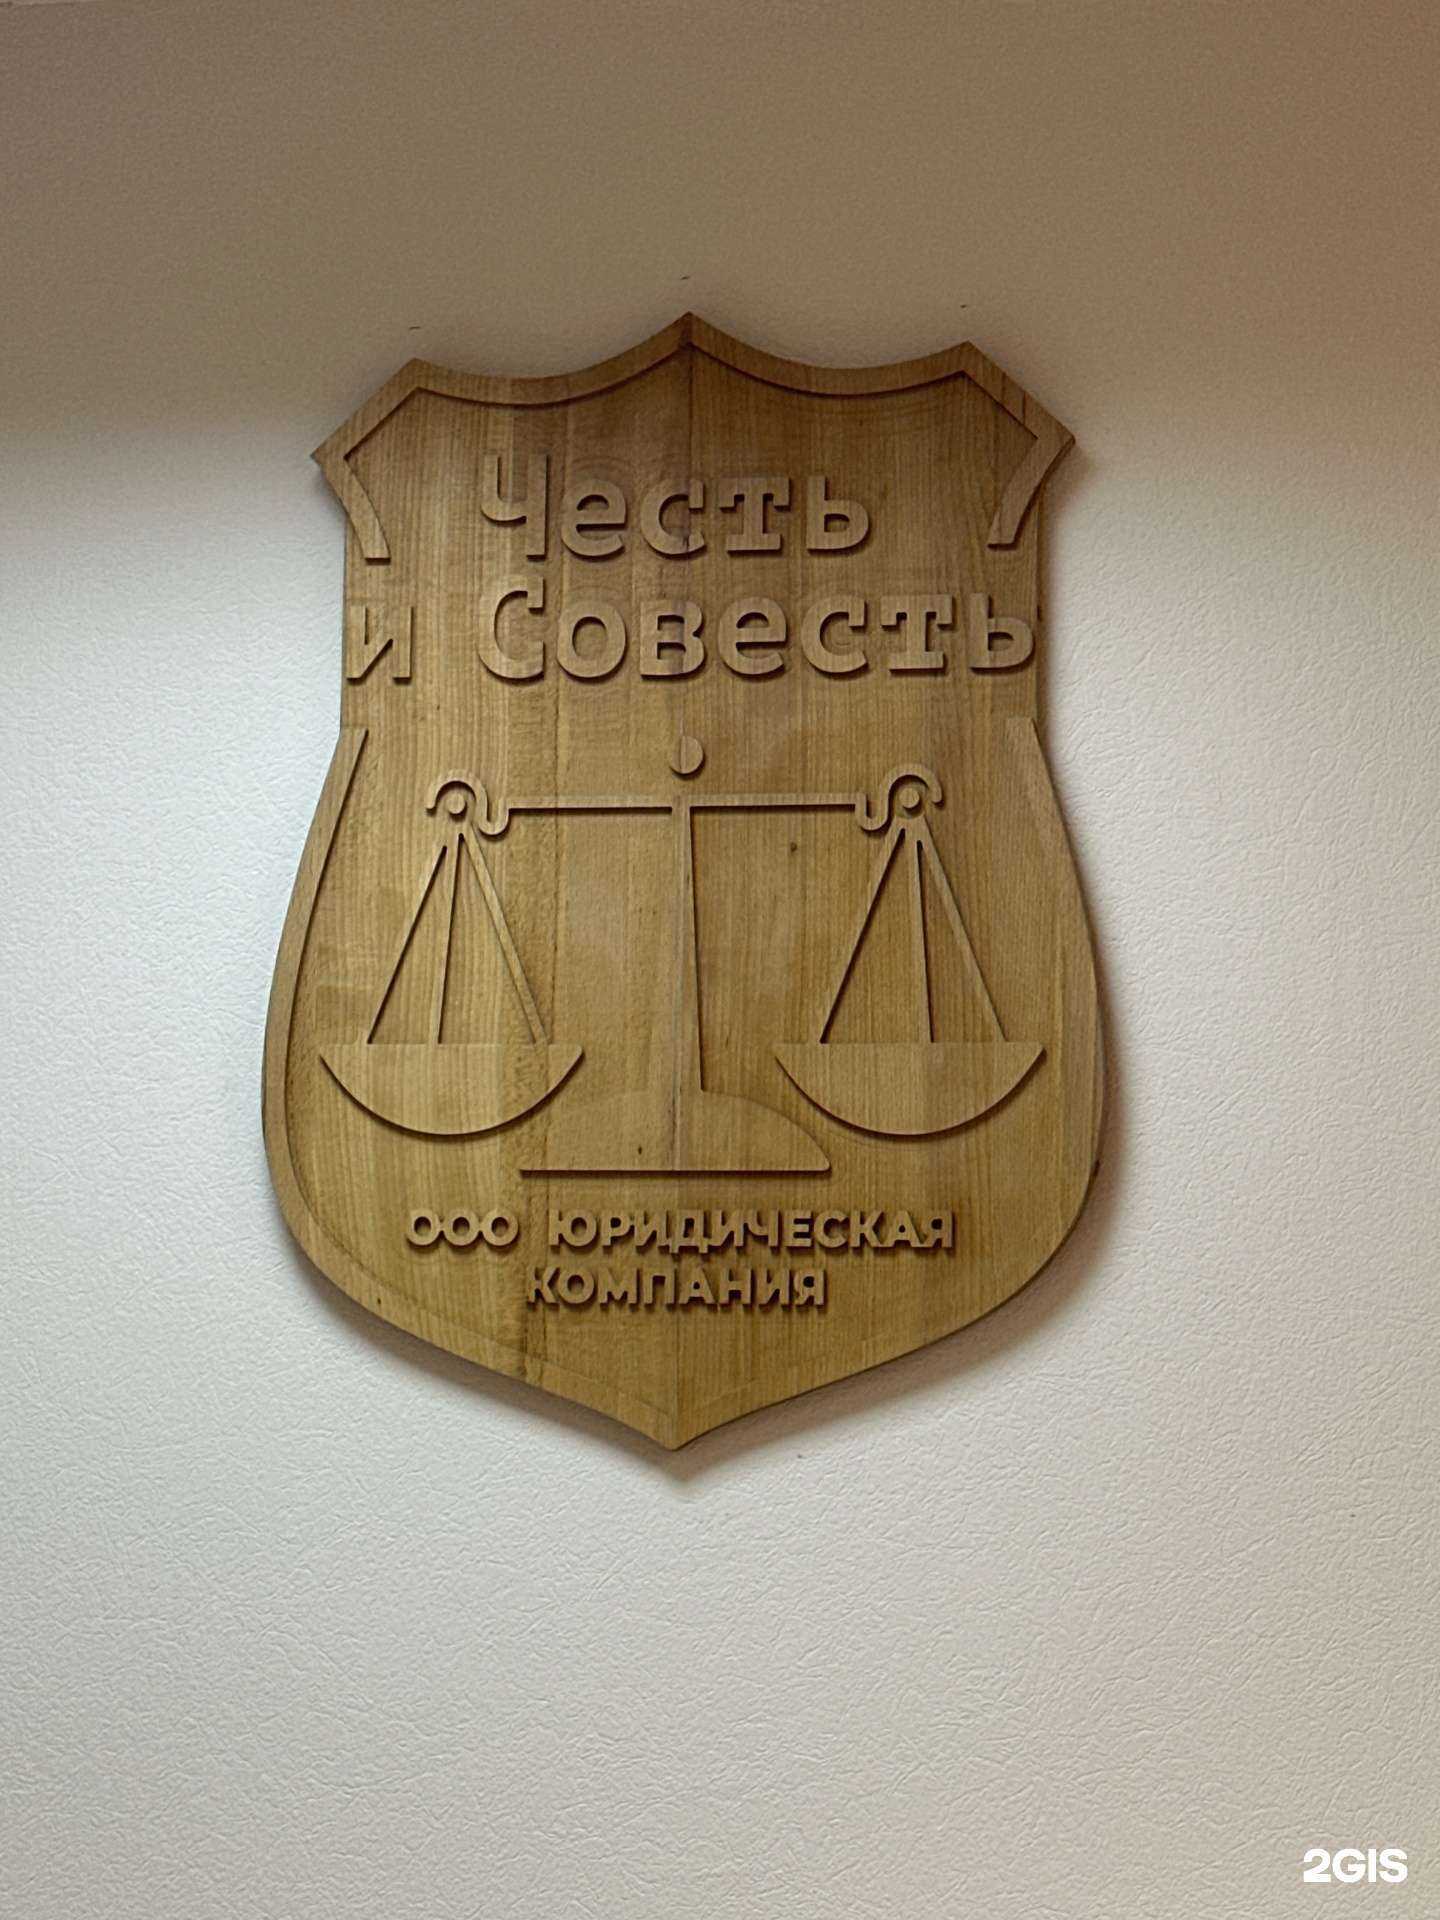 Честь
и Совесть
ООО ЮРИДИЧЕСКАЯ
КОМПАНИЯ
2GIS